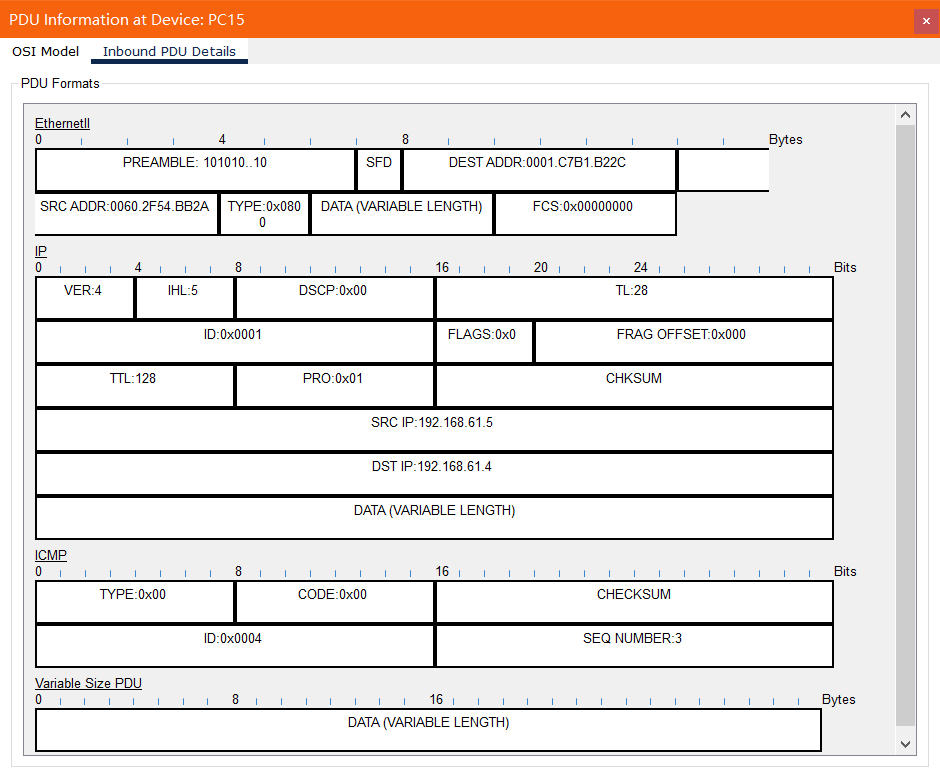 PDU Information at Device: PC15
×
OSI Model Inbound PDU Details
PDU Formats
EthernetII
0 4 8 Bytes
PREAMBLE: 101010..10 SFD DEST ADDR:0001.C7B1.B22C
SRC ADDR:0060.2F54.BB2A TYPE:0x080 DATA (VARIABLE LENGTH) FCS:0x00000000
0
IP
0 4 8 16 20 24 Bits
VER:4 IHL:5 DSCP:0x00 TL:28
ID:0x0001 FLAGS:0x0 FRAG OFFSET:0x000
TTL:128 PRO:0x01 CHKSUM
SRC IP:192.168.61.5
DST IP:192.168.61.4
DATA (VARIABLE LENGTH)
ICMP
0 8 16 Bits
TYPE:0x00 CODE:0x00 CHECKSUM
ID:0x0004 SEQ NUMBER:3
Variable Size PDU
0 8 16 Bytes
DATA (VARIABLE LENGTH)